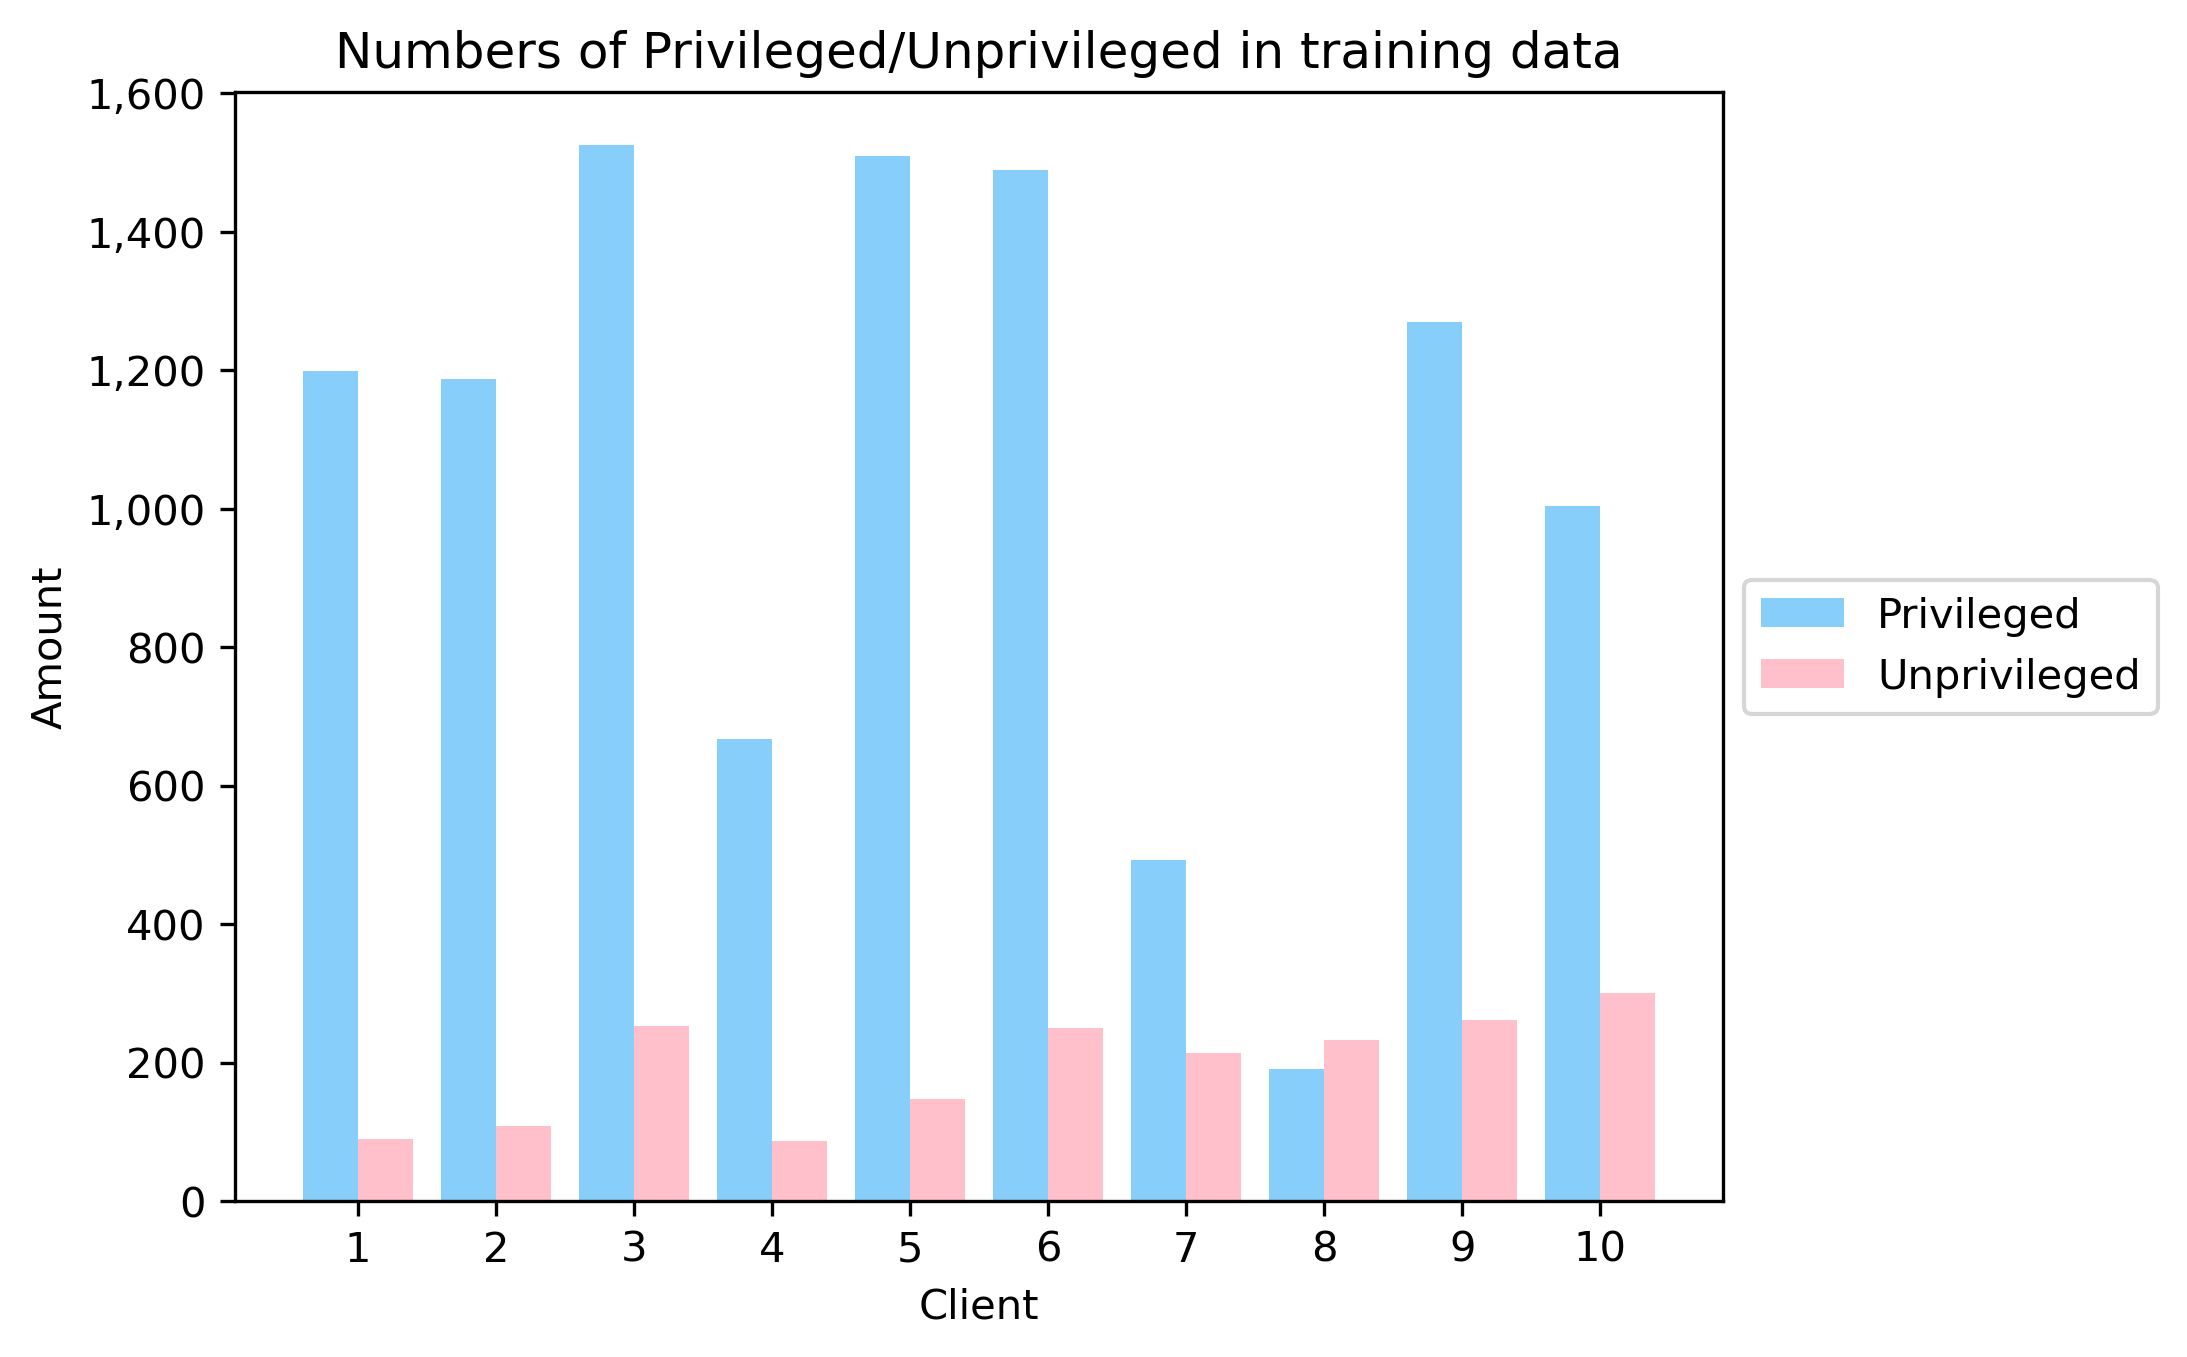 Numbers of Privileged/Unprivileged in training data
1,600
1,400
1,200
1,000
800
600
400
200
0
Amount
1 2 3 4 5 6 7 8 9 10
Client
Privileged
Unprivileged